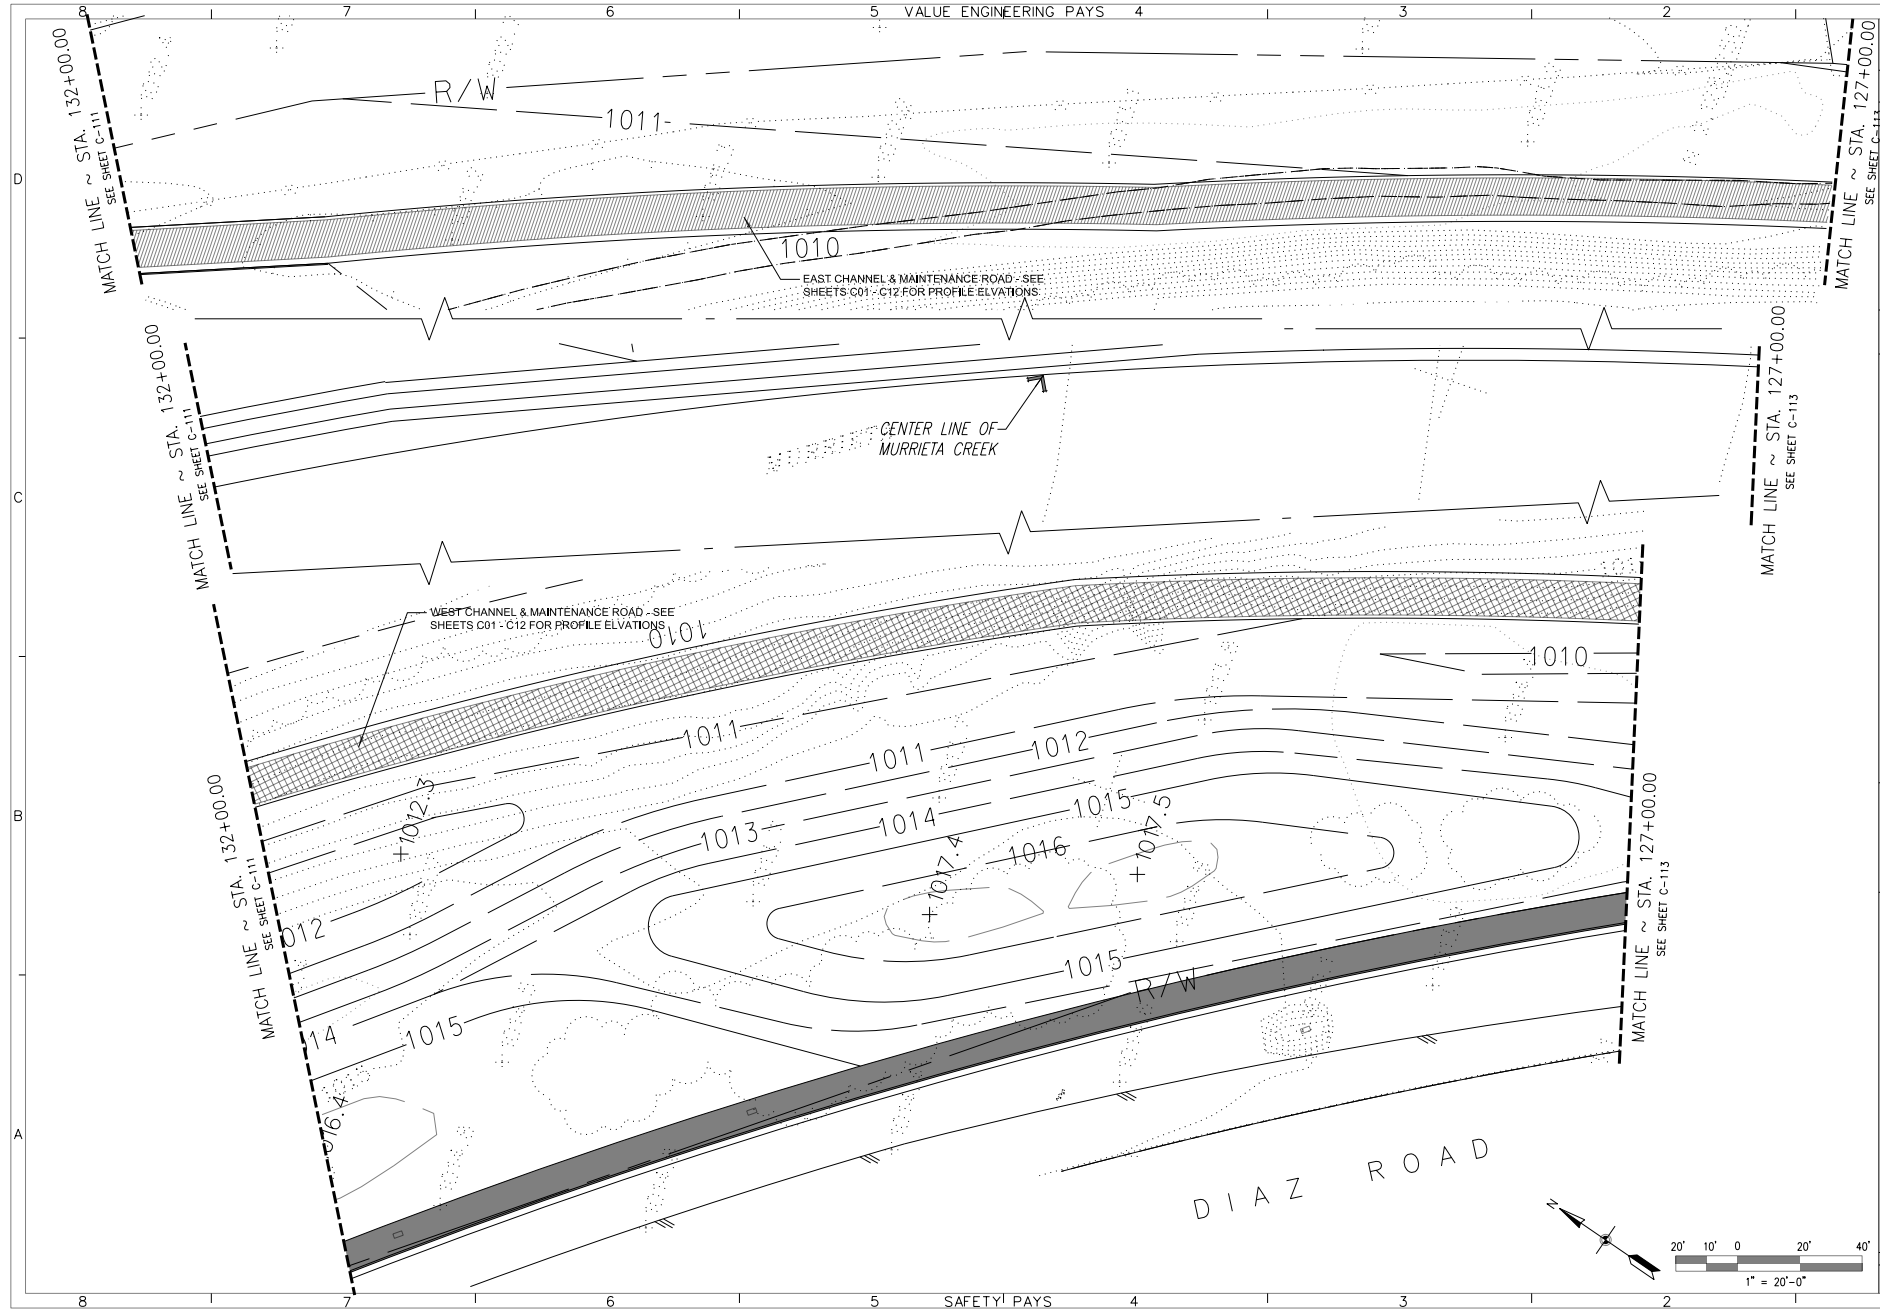 8 7 6 5 VALUE ENGINEERING PAYS 4 3 2
D
C
B
A
MATCH LINE ~ STA. 132+00.00
SEE SHEET C-111
R/W
1011
1010
EAST CHANNEL & MAINTENANCE ROAD - SEE
SHEETS C01 - C12 FOR PROFILE ELVATIONS
MATCH LINE ~ STA. 127+00.00
SEE SHEET C-113
MATCH LINE ~ STA. 132+00.00
SEE SHEET C-111
CENTER LINE OF
MURRIETA CREEK
MATCH LINE ~ STA. 127+00.00
SEE SHEET C-113
WEST CHANNEL & MAINTENANCE ROAD - SEE
SHEETS C01 - C12 FOR PROFILE ELVATIONS
1010
1010
1011
1011
1012
1013
1014
1015
1016
+1012.3
+1017.4
+1017.5
012
14
1015
1015
R/W
016.4
MATCH LINE ~ STA. 132+00.00
SEE SHEET C-111
MATCH LINE ~ STA. 127+00.00
SEE SHEET C-113
DIAZ ROAD
N
20' 10' 0 20' 40'
1" = 20'-0"
8 7 6 5 SAFETY PAYS 4 3 2